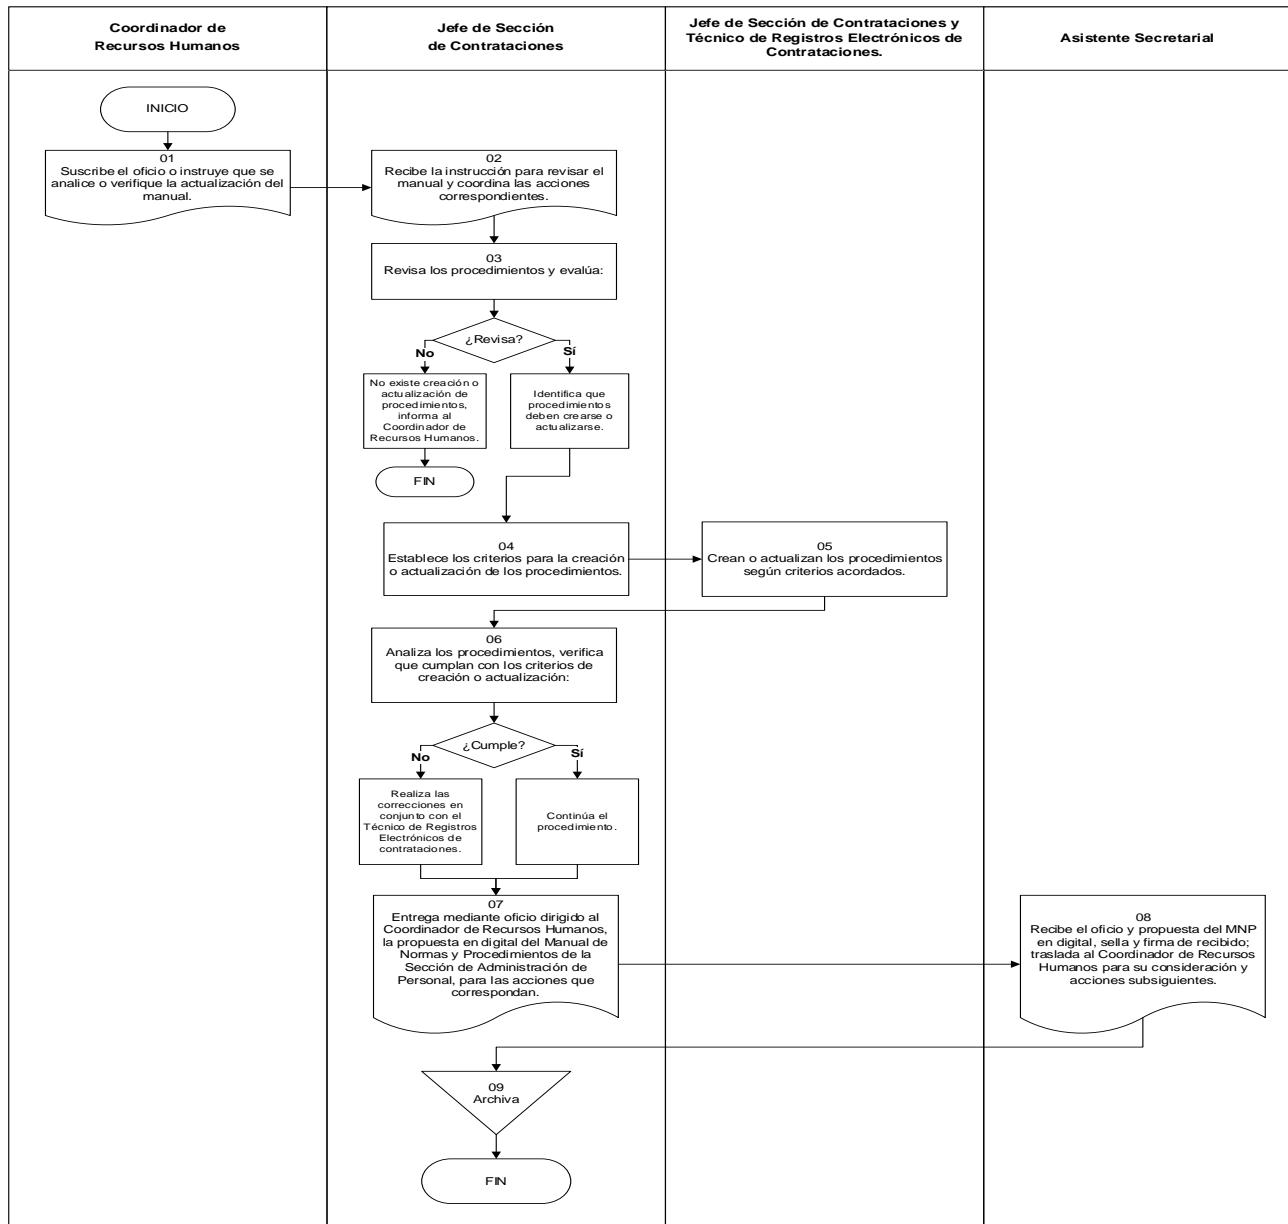 Coordinador de
Recursos Humanos
Jefe de Sección
de Contrataciones
Jefe de Sección de Contrataciones y
Técnico de Registros Electrónicos de
Contrataciones.
Asistente Secretarial
INICIO
01
Suscribe el oficio o instruye que se
analice o verifique la actualización del
manual.
02
Recibe la instrucción para revisar el
manual y coordina las acciones
correspondientes.
03
Revisa los procedimientos y evalúa:
¿Revisa?
No
Sí
No existe creación o
actualización de
procedimientos,
informa al
Coordinador de
Recursos Humanos.
Identifica que
procedimientos
deben crearse o
actualizarse.
FIN
04
Establece los criterios para la creación
o actualización de los procedimientos.
05
Crean o actualizan los procedimientos
según criterios acordados.
06
Analiza los procedimientos, verifica
que cumplan con los criterios de
creación o actualización:
¿Cumple?
No
Sí
Realiza las
correcciones en
conjunto con el
Técnico de Registros
Electrónicos de
contrataciones.
Continúa el
procedimiento.
07
Entrega mediante oficio dirigido al
Coordinador de Recursos Humanos,
la propuesta en digital del Manual de
Normas y Procedimientos de la
Sección de Administración de
Personal, para las acciones que
correspondan.
08
Recibe el oficio y propuesta del MNP
en digital, sella y firma de recibido;
traslada al Coordinador de Recursos
Humanos para su consideración y
acciones subsiguientes.
09
Archiva
FIN